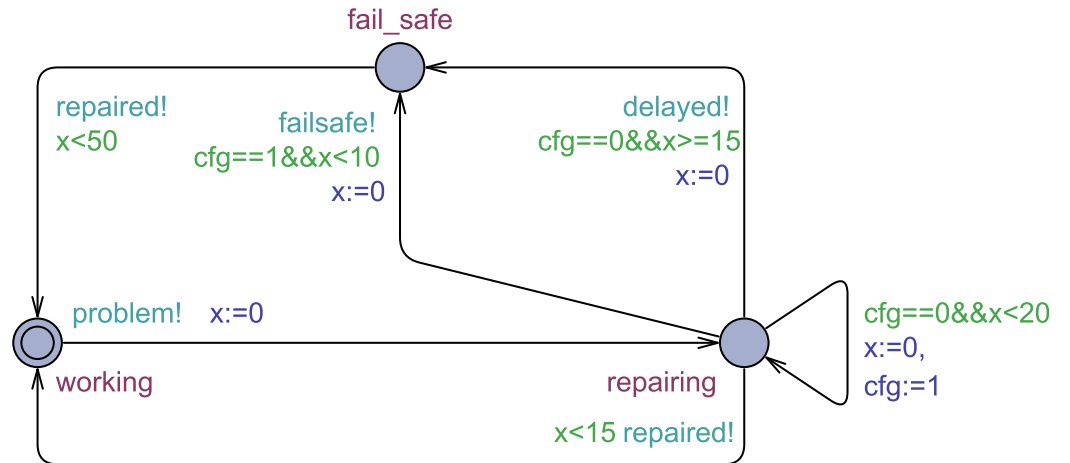 fail_safe
repaired!
x<50
failsafe!
cfg==1&&x<10
x:=0
delayed!
cfg==0&&x>=15
x:=0
problem! x:=0
working
repairing
cfg==0&&x<20
x:=0,
cfg:=1
x<15 repaired!